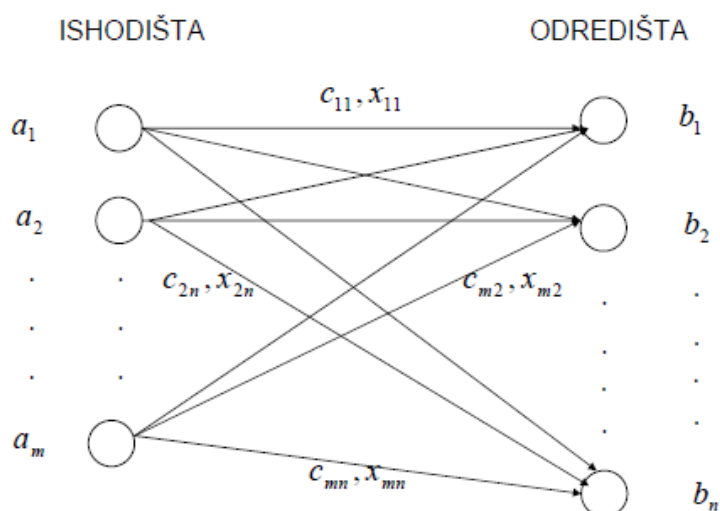 ISHODIŠTA ODREDIŠTA
c11, x11
a1 b1
a2 b2
c2n, x2n cm2, xm2
. . . .
. . . .
. . . .
. .
am
cmn, xmn
bn